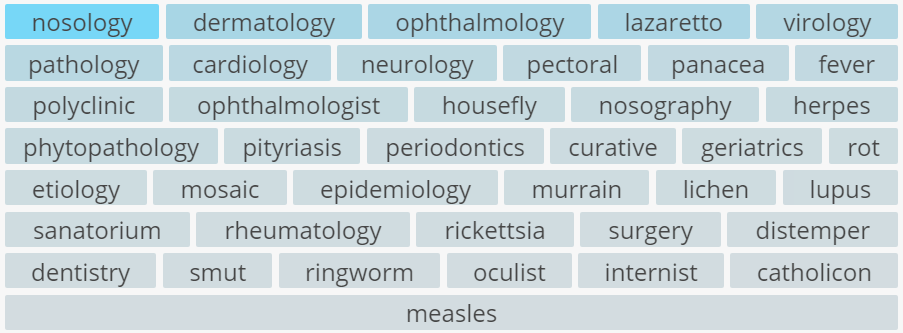 nosology dermatology ophthalmology lazaretto virology
pathology cardiology neurology pectoral panacea fever
polyclinic ophthalmologist housefly nosography herpes
phytopathology pityriasis periodontics curative geriatrics rot
etiology mosaic epidemiology murrain lichen lupus
sanatorium rheumatology rickettsia surgery distemper
dentistry smut ringworm oculist internist catholicon
measles